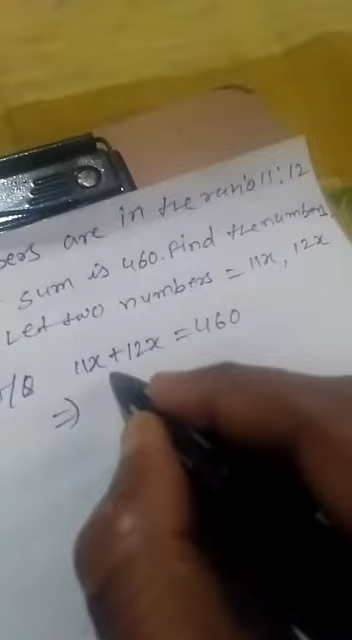 are in the ratio 11:12
sum is 460. Find the numbers
Let two numbers = 11x, 12x
11x + 12x = 460
⇒